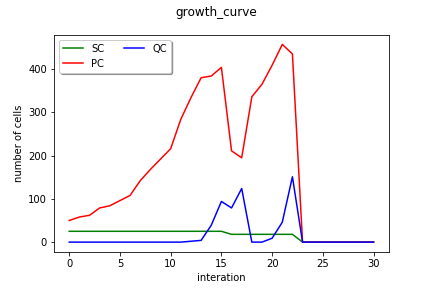 growth_curve
SC QC
PC
number of cells
400
300
200
100
0
0 5 10 15 20 25 30
interation